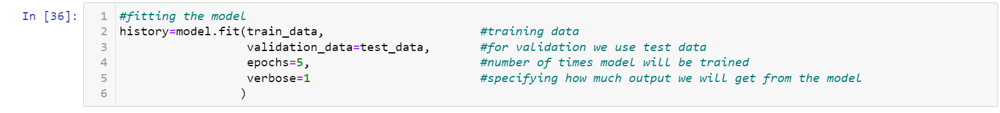 In [36]:
1 #fitting the model
2 history=model.fit(train_data, #training data
3 validation_data=test_data, #for validation we use test data
4 epochs=5, #number of times model will be trained
5 verbose=1 #specifying how much output we will get from the model
6 )